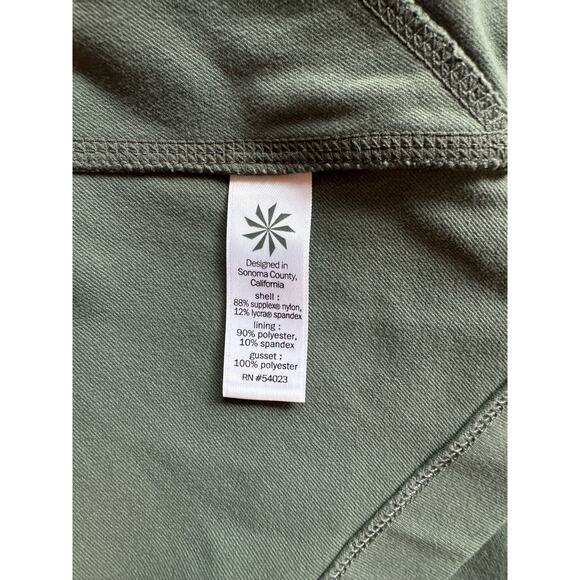 Designed in
Sonoma County,
California
shell :
88% supplex® nylon,
12% lycra® spandex
lining :
90% polyester,
10% spandex
gusset :
100% polyester
RN #54023